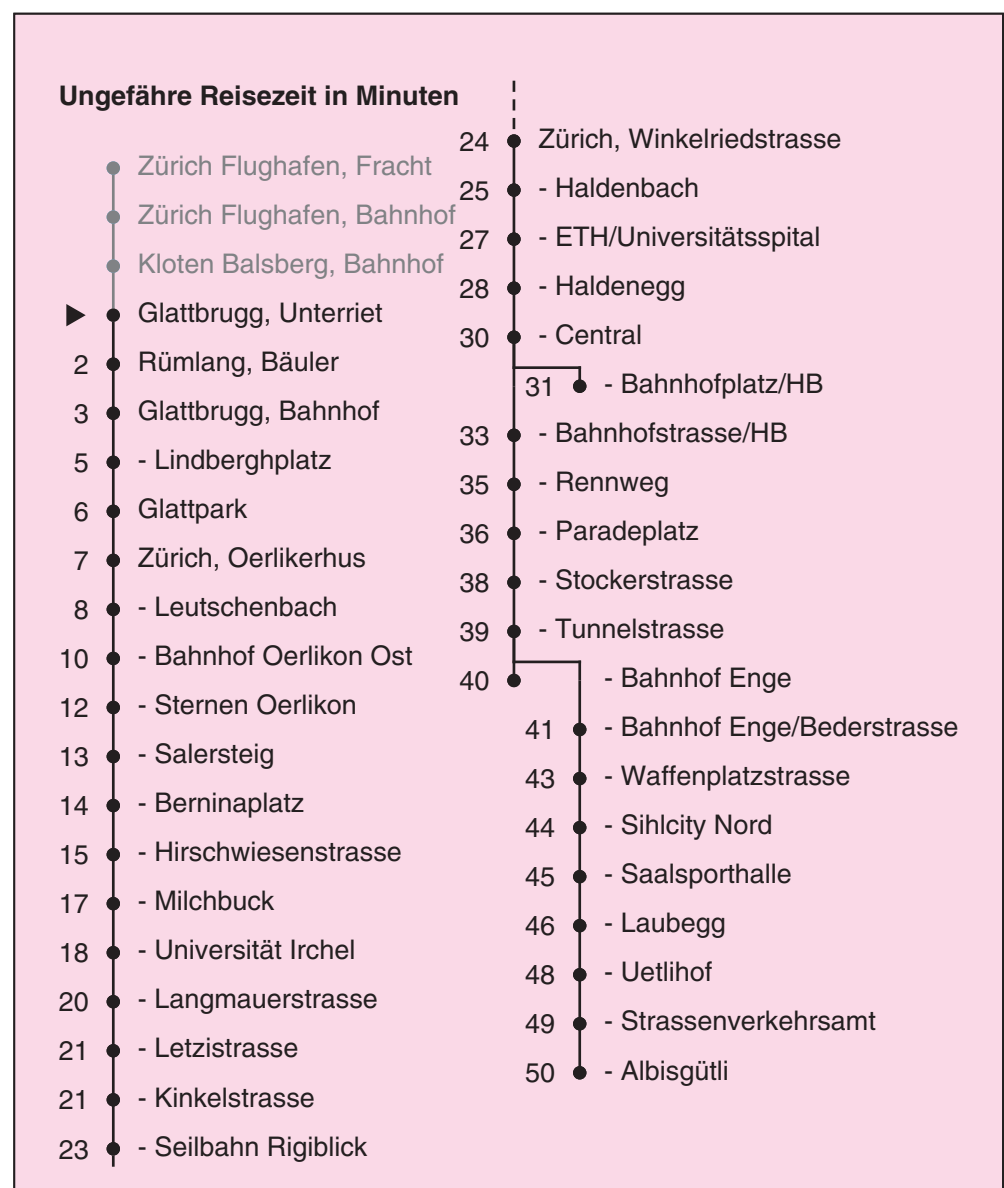 Ungefähre Reisezeit in Minuten
Zürich Flughafen, Fracht
Zürich Flughafen, Bahnhof
Kloten Balsberg, Bahnhof
Glattbrugg, Unterriet
2 Rümlang, Bäuler
3 Glattbrugg, Bahnhof
5 - Lindberghplatz
6 Glattpark
7 Zürich, Oerlikerhus
8 - Leutschenbach
10 - Bahnhof Oerlikon Ost
12 - Sternen Oerlikon
13 - Salersteig
14 - Berninaplatz
15 - Hirschwiesenstrasse
17 - Milchbuck
18 - Universität Irchel
20 - Langmauerstrasse
21 - Letzistrasse
21 - Kinkelstrasse
23 - Seilbahn Rigiblick
24 Zürich, Winkelriedstrasse
25 - Haldenbach
27 - ETH/Universitätsspital
28 - Haldenegg
30 - Central
31 - Bahnhofplatz/HB
33 - Bahnhofstrasse/HB
35 - Rennweg
36 - Paradeplatz
38 - Stockerstrasse
39 - Tunnelstrasse
40 - Bahnhof Enge
41 - Bahnhof Enge/Bederstrasse
43 - Waffenplatzstrasse
44 - Sihlcity Nord
45 - Saalsporthalle
46 - Laubegg
48 - Uetlihof
49 - Strassenverkehrsamt
50 - Albisgütli